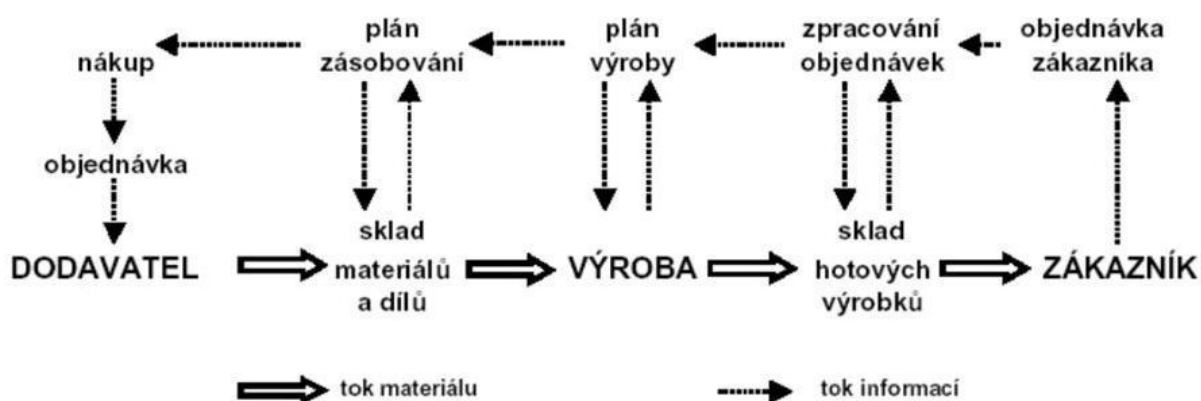 nákup
plán
zásobování
plán
výroby
zpracování
objednávek
objednávka
zákazníka
objednávka
DODAVATEL
sklad
materiálů
a dílů
VÝROBA
sklad
hotových
výrobků
ZÁKAZNÍK
tok materiálu
tok informací